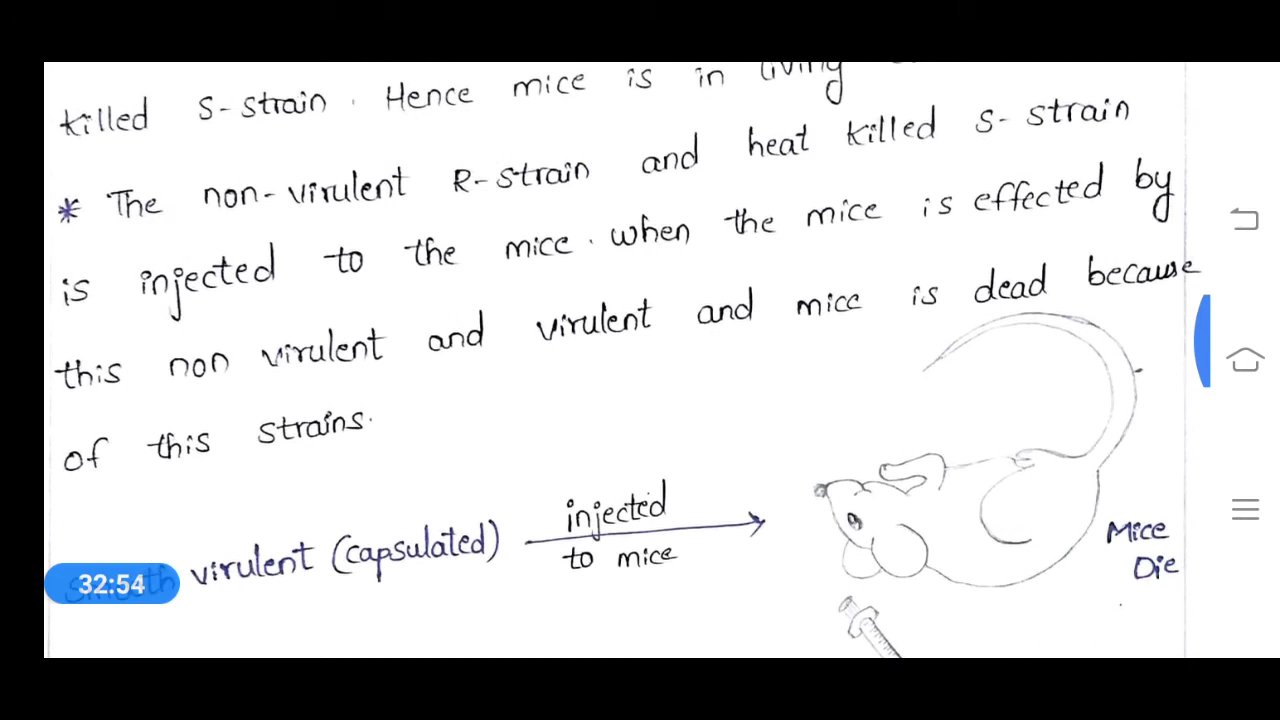 killed S-strain. Hence mice is in living
* The non-virulent R-strain and heat killed S-strain
is injected to the mice. when the mice is effected by
this non virulent and virulent and mice is dead because
of this strains.
injected
virulent (capsulated)
to mice
Mice
Die
32:54